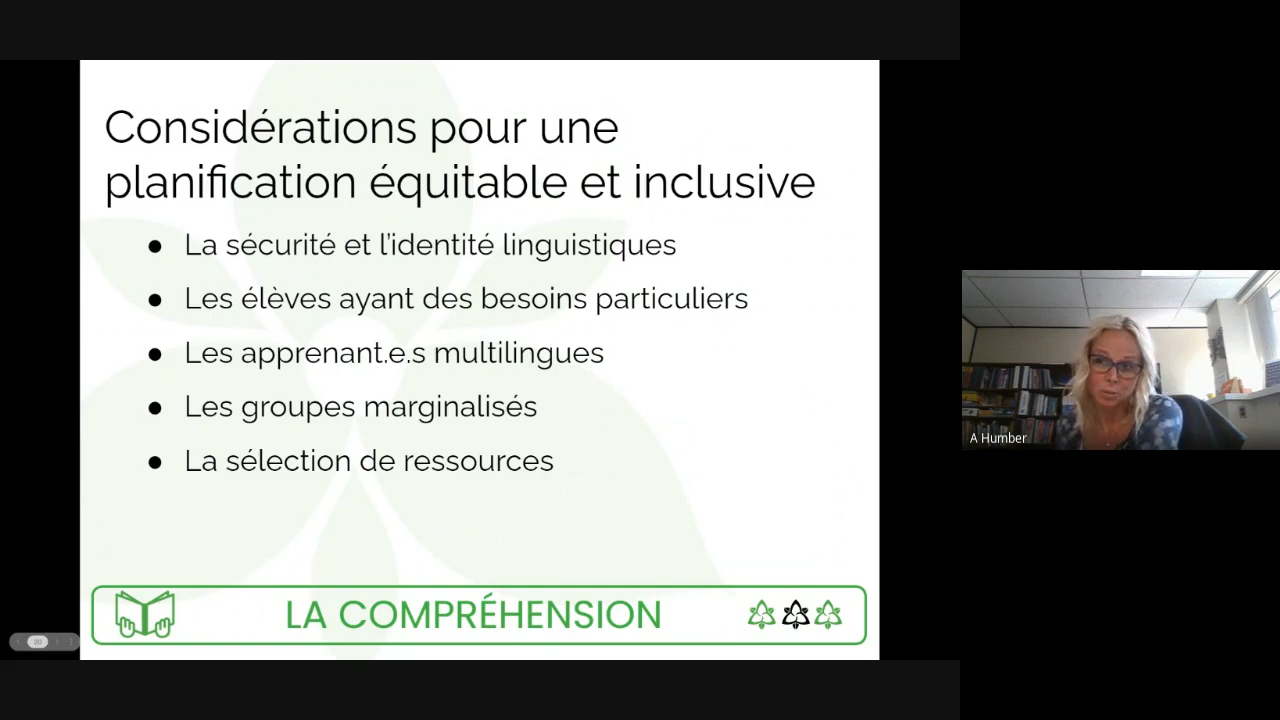 Considérations pour une
planification équitable et inclusive
● La sécurité et l'identité linguistiques
● Les élèves ayant des besoins particuliers
● Les apprenant.e.s multilingues
● Les groupes marginalisés
● La sélection de ressources
LA COMPRÉHENSION
20
A Humber